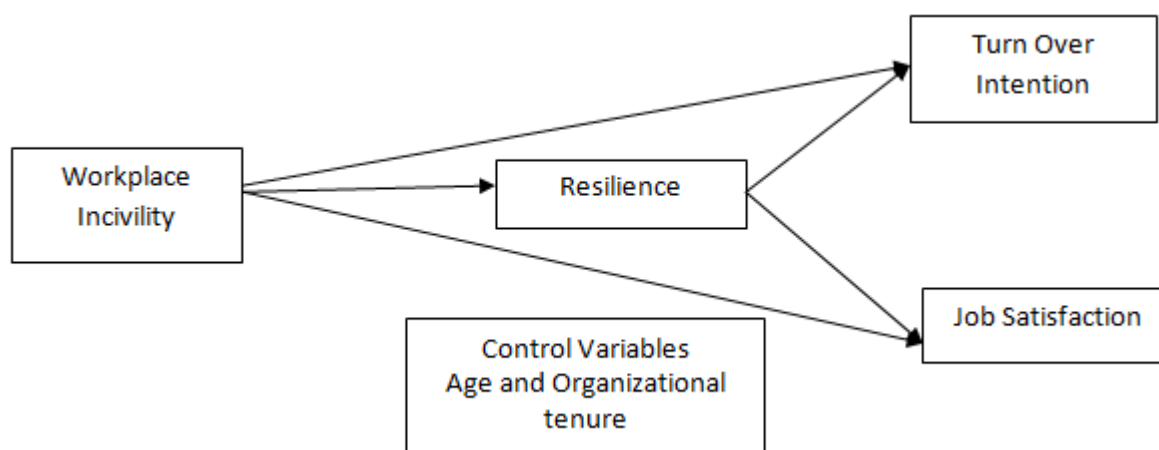 Turn Over
Intention
Workplace
Incivility
Resilience
Job Satisfaction
Control Variables
Age and Organizational
tenure